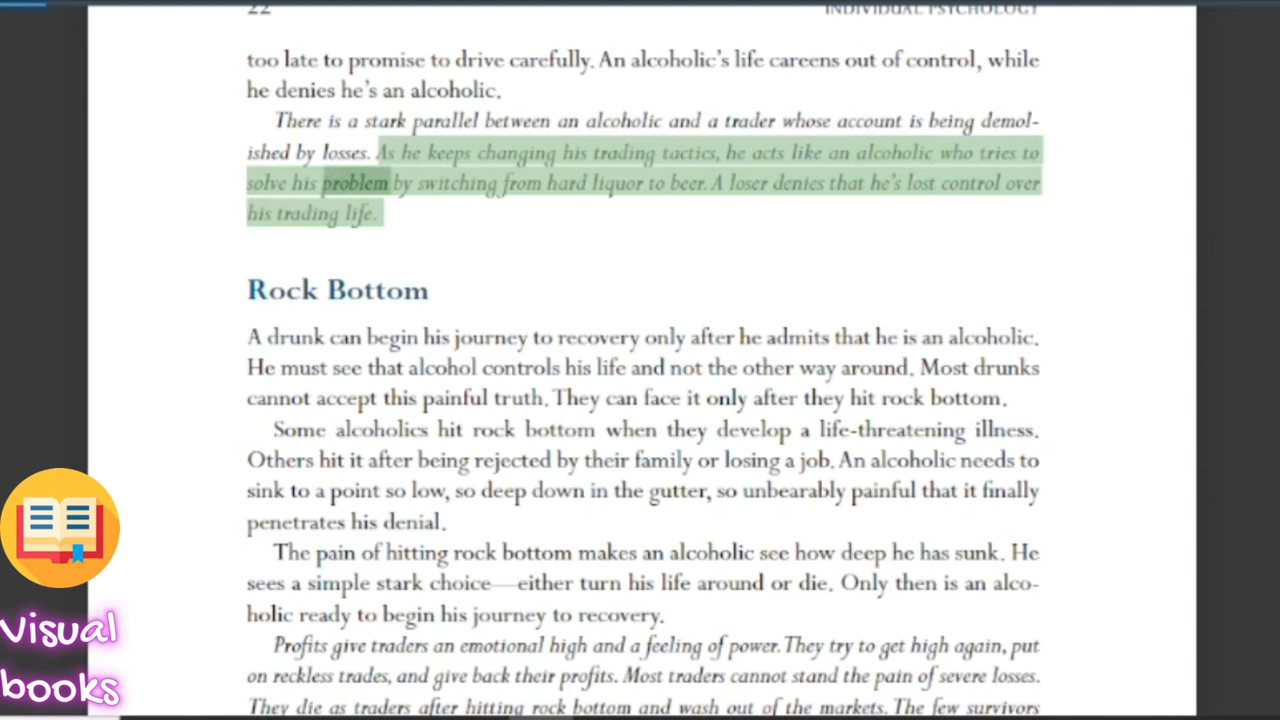 22 INDIVIDUAL PSYCHOLOGY
too late to promise to drive carefully. An alcoholic's life careens out of control, while
he denies he's an alcoholic.
There is a stark parallel between an alcoholic and a trader whose account is being demol-
ished by losses. As he keeps changing his trading tactics, he acts like an alcoholic who tries to
solve his problem by switching from hard liquor to beer. A loser denies that he's lost control over
his trading life.
Rock Bottom
A drunk can begin his journey to recovery only after he admits that he is an alcoholic.
He must see that alcohol controls his life and not the other way around. Most drunks
cannot accept this painful truth. They can face it only after they hit rock bottom.
Some alcoholics hit rock bottom when they develop a life-threatening illness.
Others hit it after being rejected by their family or losing a job. An alcoholic needs to
sink to a point so low, so deep down in the gutter, so unbearably painful that it finally
penetrates his denial.
The pain of hitting rock bottom makes an alcoholic see how deep he has sunk. He
sees a simple stark choice—either turn his life around or die. Only then is an alco-
holic ready to begin his journey to recovery.
Profits give traders an emotional high and a feeling of power. They try to get high again, put
on reckless trades, and give back their profits. Most traders cannot stand the pain of severe losses.
They die as traders after hitting rock bottom and wash out of the markets. The few survivors
Visual
books